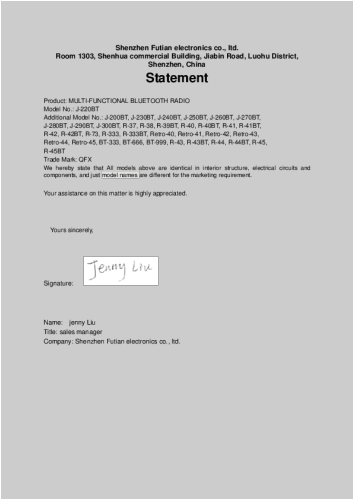 Shenzhen Futian electronics co., ltd.
Room 1303, Shenhua commercial Building, Jiabin Road, Luohu District,
Shenzhen, China
Statement
Product: MULTI-FUNCTIONAL BLUETOOTH RADIO
Model No.: J-220BT
Additional Model No.: J-200BT, J-230BT, J-240BT, J-250BT, J-260BT, J-270BT,
J-280BT, J-290BT, J-300BT, R-37, R-38, R-39BT, R-40, R-40BT, R-41, R-41BT,
R-42, R-42BT, R-73, R-333, R-333BT, Retro-40, Retro-41, Retro-42, Retro-43,
Retro-44, Retro-45, BT-333, BT-666, BT-999, R-43, R-43BT, R-44, R-44BT, R-45,
R-45BT
Trade Mark: QFX
We hereby state that All models above are identical in interior structure, electrical circuits and
components, and just model names are different for the marketing requirement.
Your assistance on this matter is highly appreciated.
Yours sincerely,
Jenny Liu
Signature:
Name: jenny Liu
Title: sales manager
Company: Shenzhen Futian electronics co., ltd.